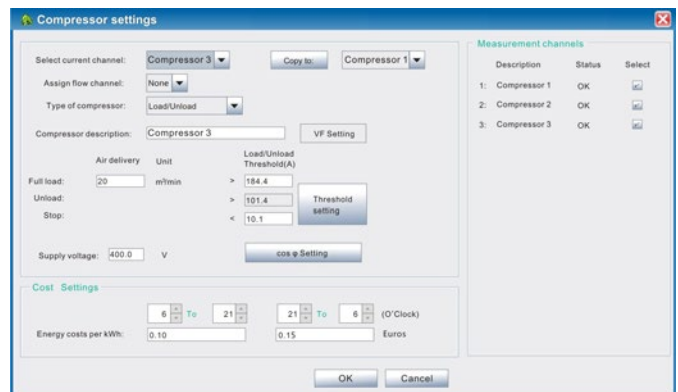 Compressor settings
Select current channel: Compressor 3 Copy to: Compressor 1
Assign flow channel: None
Type of compressor: Load/Unload
Compressor description: Compressor 3 VF Setting
Air delivery Unit Load/Unload Threshold(A)
Full load: 20 m³/min > 184.4
Unload: > 101.4 Threshold setting
Stop: < 10.1
Supply voltage: 400.0 V cos φ Setting
Cost Settings
6 To 21 21 To 6 (O'Clock)
Energy costs per kWh: 0.10 0.15 Euros
OK Cancel
Measurement channels
Description Status Select
1: Compressor 1 OK
2: Compressor 2 OK
3: Compressor 3 OK